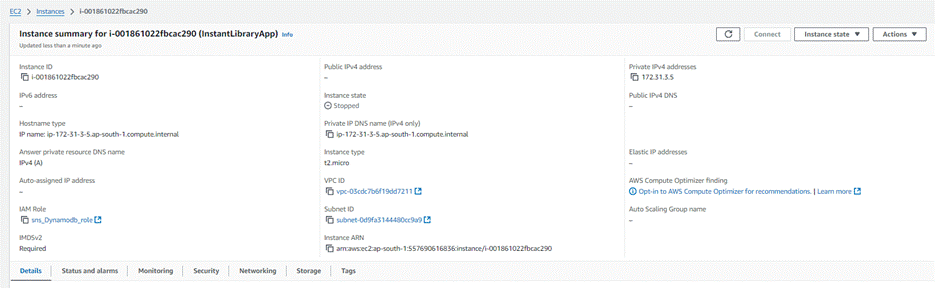 EC2 > Instances > i-001861022fbcac290
Instance summary for i-001861022fbcac290 (InstantLibraryApp) Info
Connect
Instance state
Actions
Updated less than a minute ago
Instance ID
i-001861022fbcac290
Public IPv4 address
–
Private IPv4 addresses
172.31.3.5
IPv6 address
–
Instance state
Stopped
Public IPv4 DNS
–
Hostname type
IP name: ip-172-31-3-5.ap-south-1.compute.internal
Private IP DNS name (IPv4 only)
ip-172-31-3-5.ap-south-1.compute.internal
Answer private resource DNS name
IPv4 (A)
Instance type
t2.micro
Elastic IP addresses
–
Auto-assigned IP address
–
VPC ID
vpc-03cdc7b6f19dd7211
AWS Compute Optimizer finding
Opt-in to AWS Compute Optimizer for recommendations. | Learn more
IAM Role
sns_Dynamodb_role
Subnet ID
subnet-0d9fa3144480cc9a9
Auto Scaling Group name
–
IMDSv2
Required
Instance ARN
arn:aws:ec2:ap-south-1:557690616836:instance/i-001861022fbcac290
Details
Status and alarms
Monitoring
Security
Networking
Storage
Tags